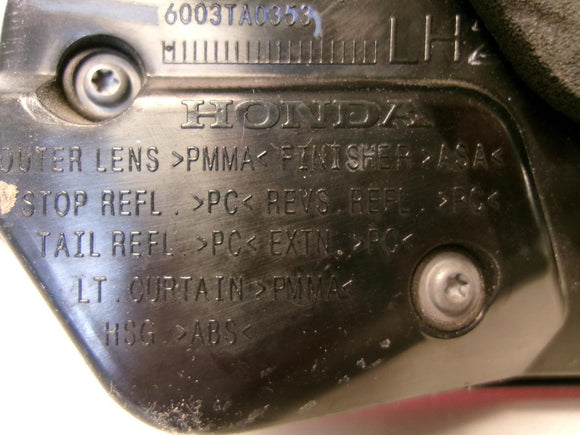 6003TA0353
LH2
HONDA
OUTER LENS >PMMA< FINISHER >ASA<
STOP REFL. >PC< REVS. REFL. >PC<
TAIL REFL. >PC< EXTN. >PC<
LT. CURTAIN >PMMA<
HSG. >ABS<